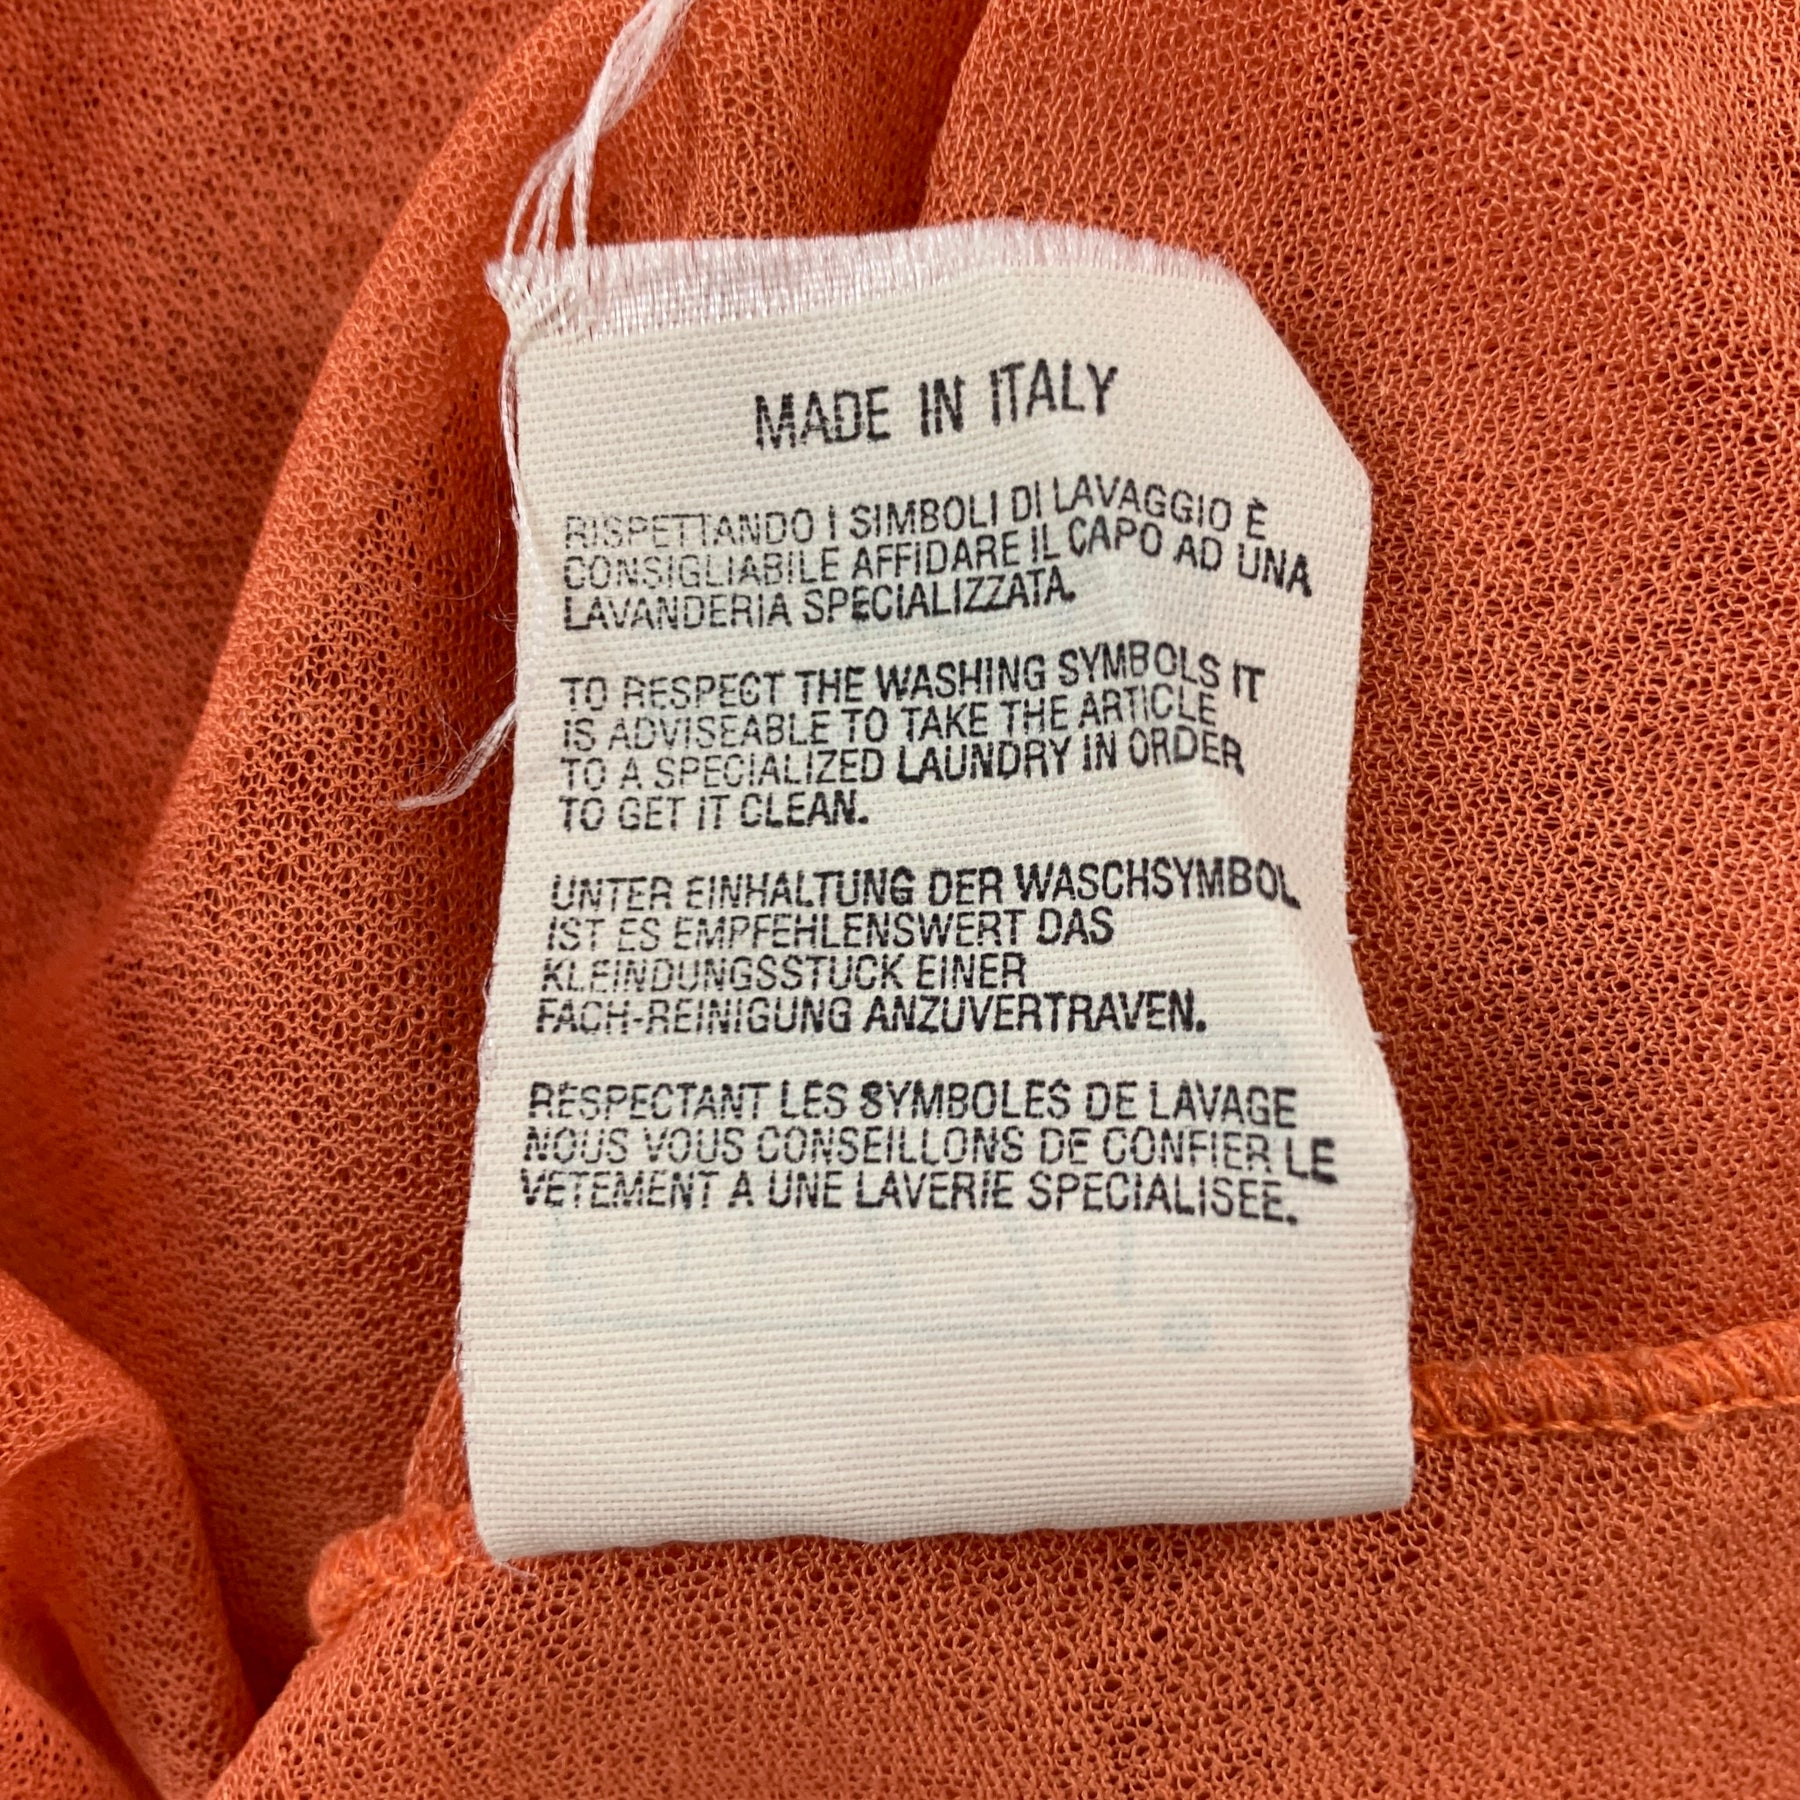 MADE IN ITALY
RISPETTANDO I SIMBOLI DI LAVAGGIO È
CONSIGLIABILE AFFIDARE IL CAPO AD UNA
LAVANDERIA SPECIALIZZATA.
TO RESPECT THE WASHING SYMBOLS IT
IS ADVISEABLE TO TAKE THE ARTICLE
TO A SPECIALIZED LAUNDRY IN ORDER
TO GET IT CLEAN.
UNTER EINHALTUNG DER WASCHSYMBOL
IST ES EMPFEHLENSWERT DAS
KLEINDUNGSSTUCK EINER
FACH-REINIGUNG ANZUVERTRAVEN.
RESPECTANT LES SYMBOLES DE LAVAGE
NOUS VOUS CONSEILLONS DE CONFIER LE
VETEMENT A UNE LAVERIE SPECIALISEE.